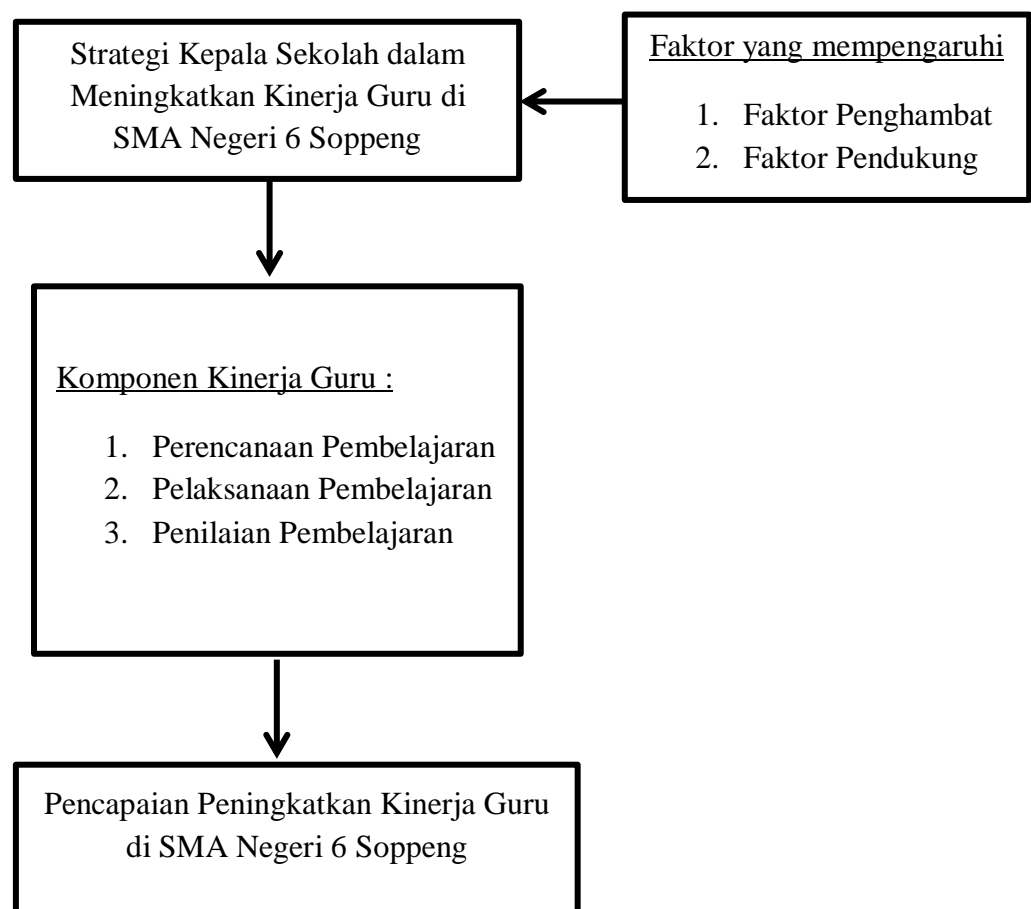 Strategi Kepala Sekolah dalam
Meningkatkan Kinerja Guru di
SMA Negeri 6 Soppeng
Faktor yang mempengaruhi
1. Faktor Penghambat
2. Faktor Pendukung
Komponen Kinerja Guru :
1. Perencanaan Pembelajaran
2. Pelaksanaan Pembelajaran
3. Penilaian Pembelajaran
Pencapaian Peningkatkan Kinerja Guru
di SMA Negeri 6 Soppeng